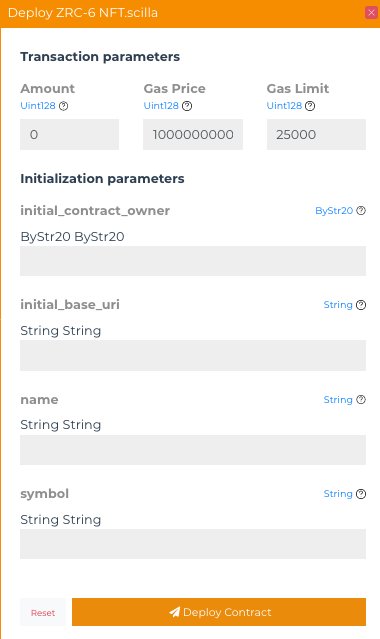 Deploy ZRC-6 NFT.scilla
Transaction parameters
Amount Gas Price Gas Limit
Uint128 Uint128 Uint128
0 1000000000 25000
Initialization parameters
initial_contract_owner ByStr20
ByStr20 ByStr20
initial_base_uri String
String String
name String
String String
symbol String
String String
Reset Deploy Contract